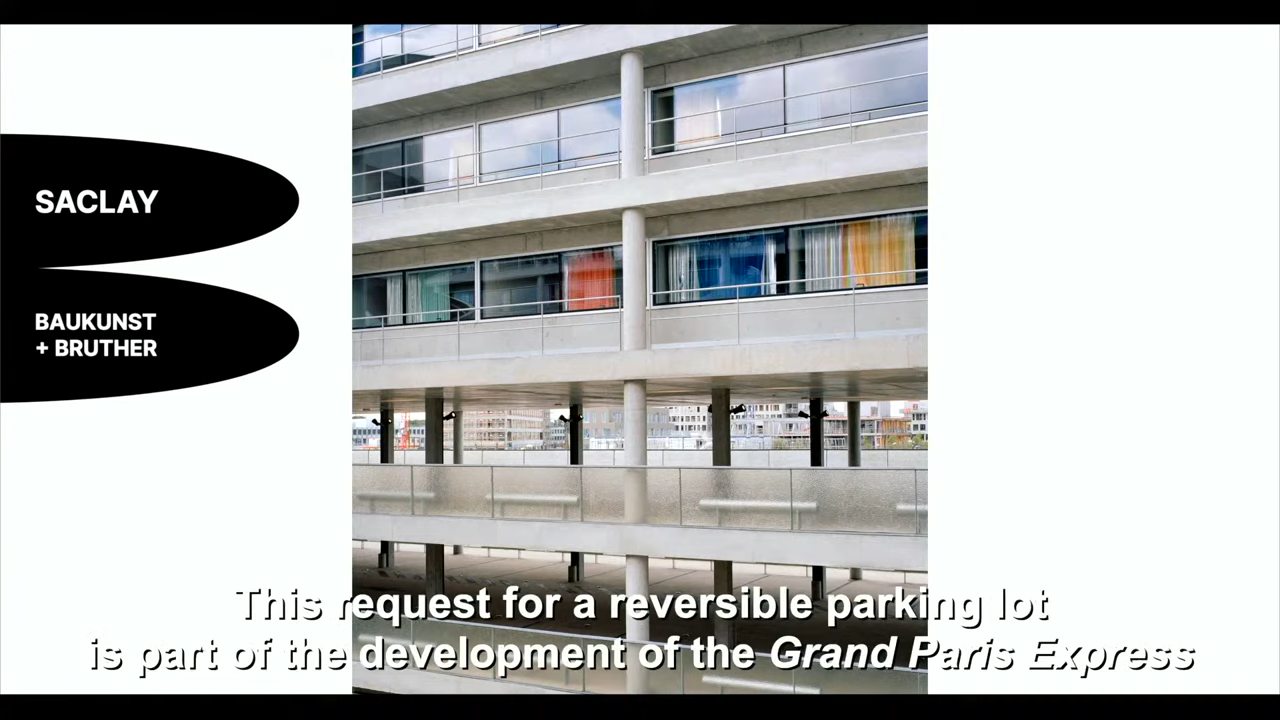 SACLAY
BAUKUNST
+ BRUTHER
This request for a reversible parking lot
is part of the development of the Grand Paris Express